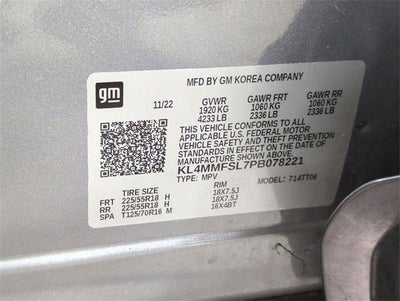 gm
MFD BY GM KOREA COMPANY
11/22 GVWR GAWR FRT GAWR RR
1920 KG 1060 KG 1060 KG
4233 LB 2336 LB 2336 LB
THIS VEHICLE CONFORMS TO ALL
APPLICABLE U.S. FEDERAL MOTOR
VEHICLE SAFETY AND THEFT PREVENTION
STANDARDS IN EFFECT ON THE DATE
OF MANUFACTURE SHOWN ABOVE.
KL4MMFSL7PB078221
TYPE: MPV MODEL: 714TT06
TIRE SIZE RIM
FRT 225/55R18 H 18X7.5J
RR 225/55R18 H 18X7.5J
SPA T125/70R16 M 16X4BT